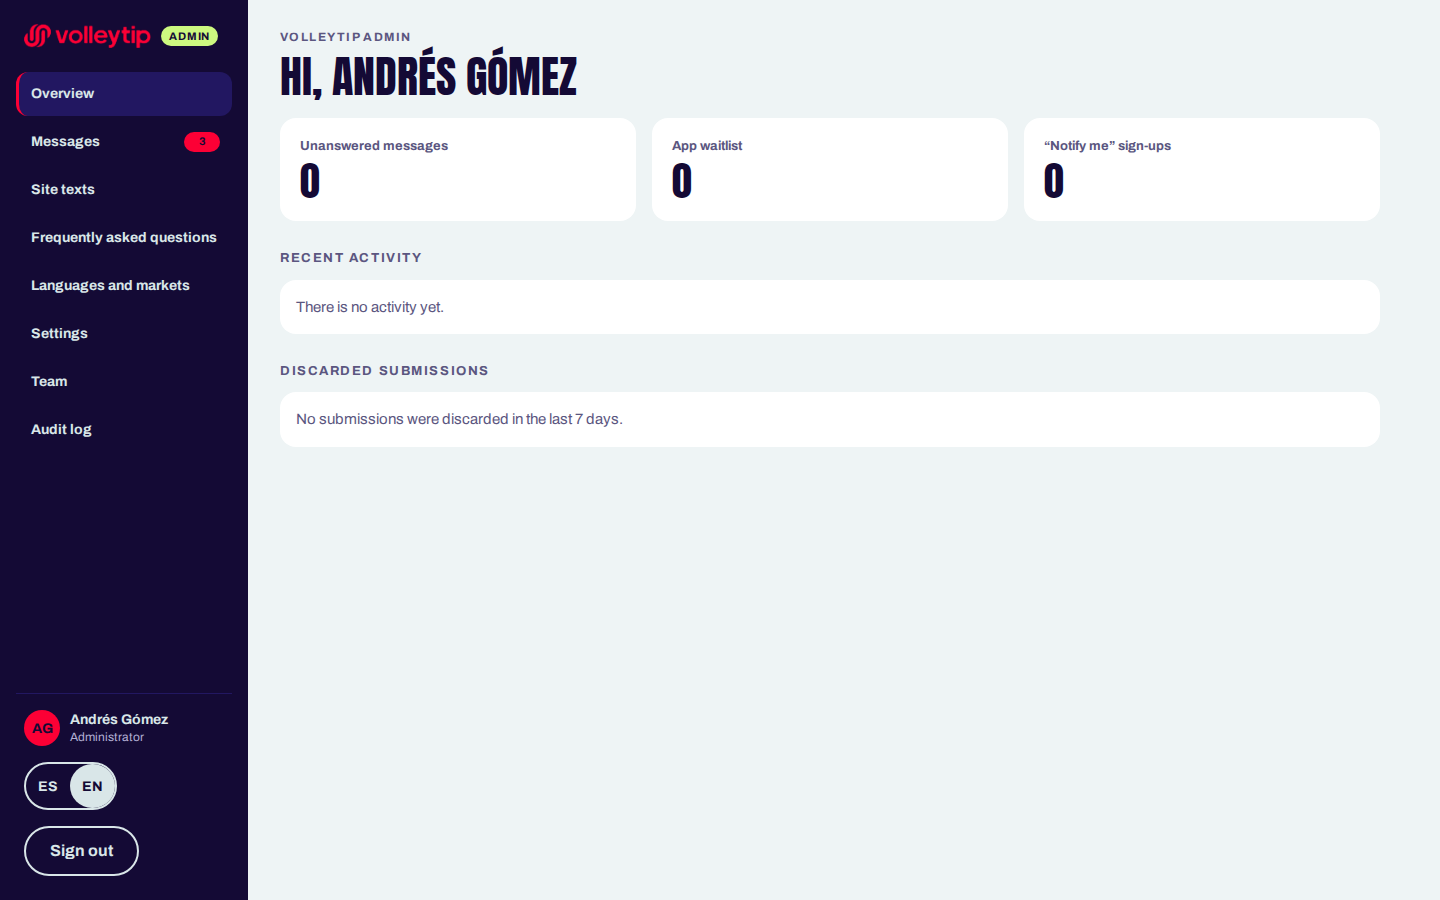 volleytip ADMIN
Overview
Messages 3
Site texts
Frequently asked questions
Languages and markets
Settings
Team
Audit log
AG Andrés Gómez
Administrator
ES EN
Sign out
VOLLEYTIP ADMIN
HI, ANDRÉS GÓMEZ
Unanswered messages
0
App waitlist
0
“Notify me” sign-ups
0
RECENT ACTIVITY
There is no activity yet.
DISCARDED SUBMISSIONS
No submissions were discarded in the last 7 days.